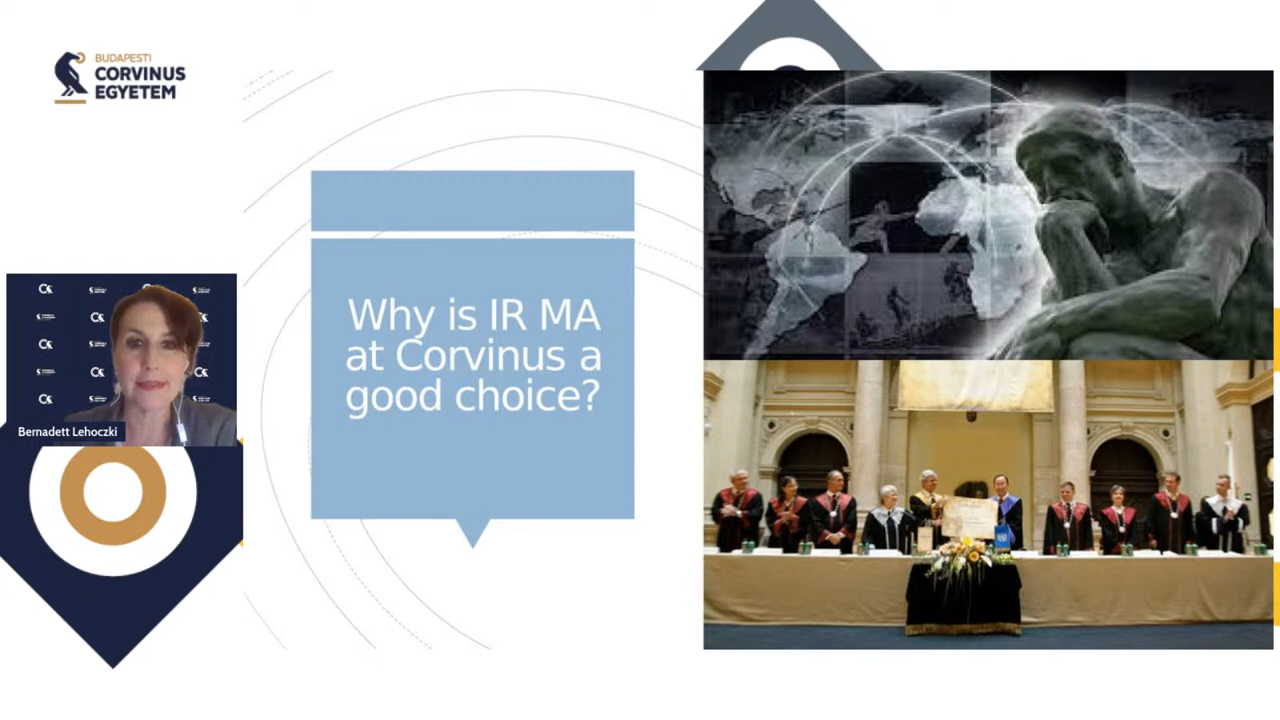 BUDAPESTI
CORVINUS
EGYETEM
Why is IR MA
at Corvinus a
good choice?
Bernadett Lehoczki